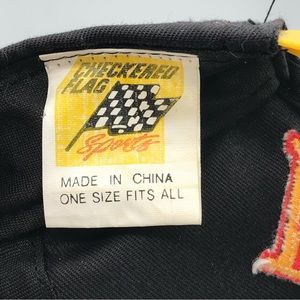 CHECKERED
FLAG
Sports
MADE IN CHINA
ONE SIZE FITS ALL